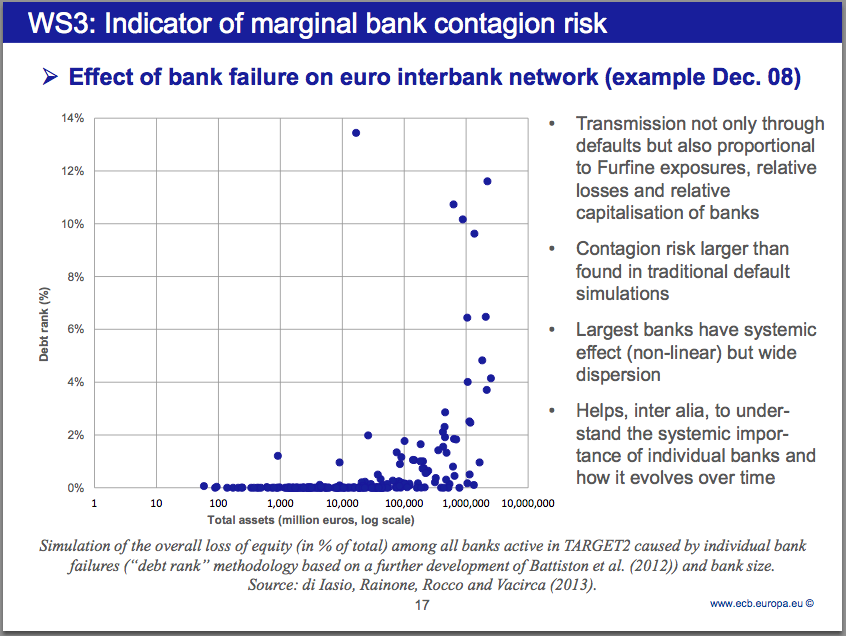 WS3: Indicator of marginal bank contagion risk
➢ Effect of bank failure on euro interbank network (example Dec. 08)
14%
12%
10%
8%
6%
4%
2%
0%
Debt rank (%)
1 10 100 1,000 10,000 100,000 1,000,000 10,000,000
Total assets (million euros, log scale)
• Transmission not only through
defaults but also proportional
to Furfine exposures, relative
losses and relative
capitalisation of banks
• Contagion risk larger than
found in traditional default
simulations
• Largest banks have systemic
effect (non-linear) but wide
dispersion
• Helps, inter alia, to under-
stand the systemic impor-
tance of individual banks and
how it evolves over time
Simulation of the overall loss of equity (in % of total) among all banks active in TARGET2 caused by individual bank
failures (“debt rank” methodology based on a further development of Battiston et al. (2012)) and bank size.
Source: di Iasio, Rainone, Rocco and Vacirca (2013).
17
www.ecb.europa.eu ©